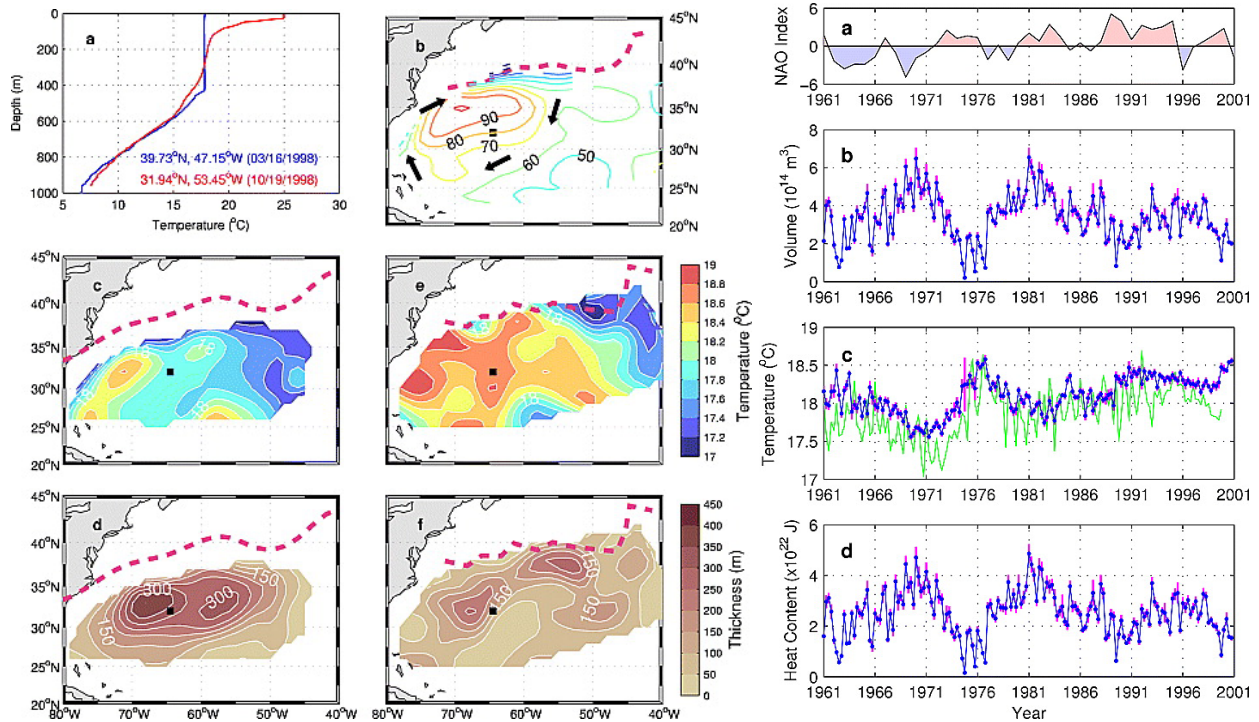 a
0
200
400
600
800
1000
Depth (m)
39.73°N, 47.15°W (03/16/1998)
31.94°N, 53.45°W (10/19/1998)
5 10 15 20 25 30
Temperature (°C)
b
45°N
40°N
35°N
30°N
25°N
20°N
90
80
70
60
50
c
45°N
40°N
35°N
30°N
25°N
20°N
18
18
18
18
e
18
18
19
18.8
18.6
18.4
18.2
18
17.8
17.6
17.4
17.2
17
Temperature (°C)
d
45°N
40°N
35°N
30°N
25°N
20°N
300
300
150
150
80°W 70°W 60°W 50°W 40°W
f
150
150
150
80°W 70°W 60°W 50°W 40°W
450
400
350
300
250
200
150
100
50
0
Thickness (m)
a
NAO Index
6
0
−6
1961 1966 1971 1976 1981 1986 1991 1996 2001
b
Volume (10¹⁴ m³)
8
6
4
2
0
1961 1966 1971 1976 1981 1986 1991 1996 2001
c
Temperature (°C)
19
18.5
18
17.5
17
1961 1966 1971 1976 1981 1986 1991 1996 2001
d
Heat Content (x10²² J)
6
4
2
0
1961 1966 1971 1976 1981 1986 1991 1996 2001
Year